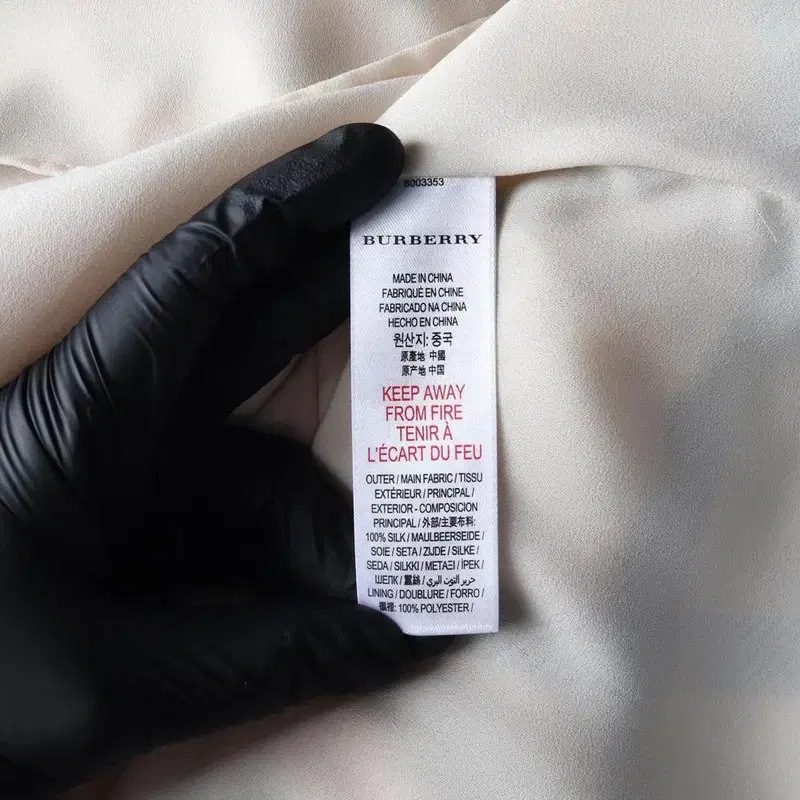 8003353
BURBERRY
MADE IN CHINA
FABRIQUÉ EN CHINE
FABRICADO NA CHINA
HECHO EN CHINA
원산지: 중국
原產地 中國
原产地 中国
KEEP AWAY
FROM FIRE
TENIR À
L'ÉCART DU FEU
OUTER / MAIN FABRIC / TISSU
EXTÉRIEUR / PRINCIPAL /
EXTERIOR - COMPOSICION
PRINCIPAL / 外部/主要布料:
100% SILK / MAULBEERSEIDE /
SOIE / SETA / ZIJDE / SILKE /
SEDA / SILKKI / ΜΕΤΑΞΙ / İPEK /
ШЕЛК / 蠶絲 / حرير التوت البري /
LINING / DOUBLURE / FORRO /
襯裡: 100% POLYESTER /